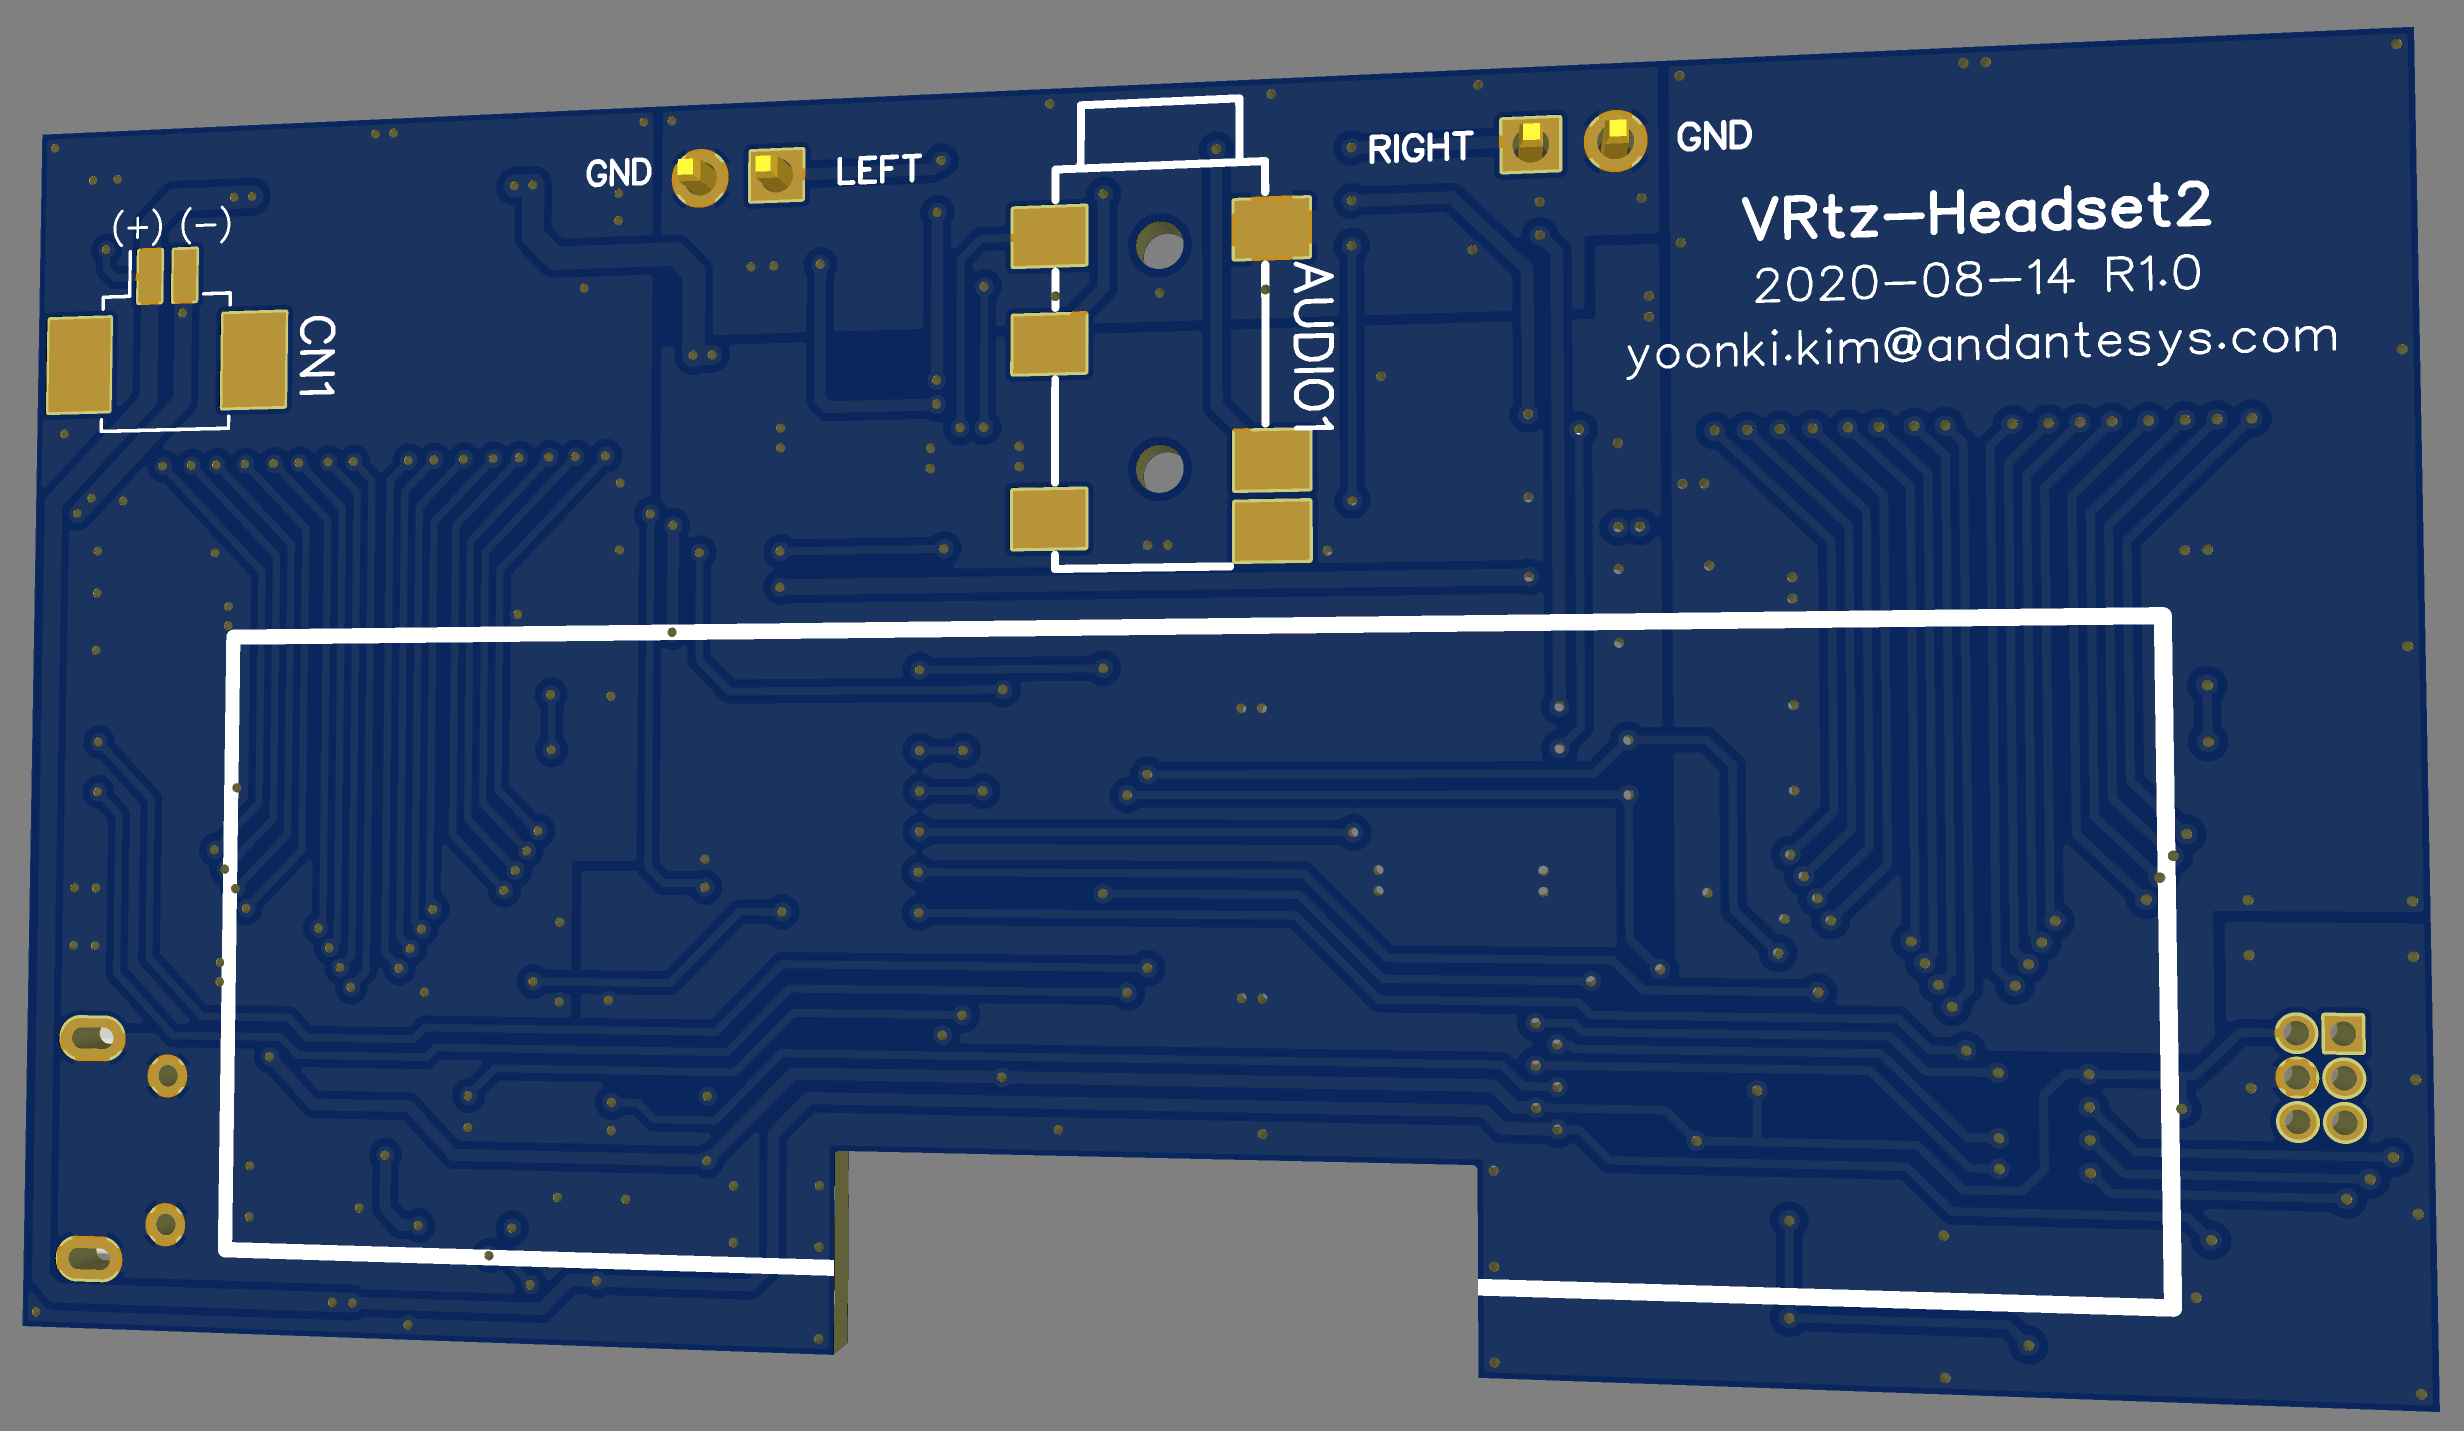 GND LEFT
RIGHT GND
VRtz-Headset2
2020-08-14 R1.0
yoonki.kim@andantesys.com
(+) (-)
CN1
AUDIO1